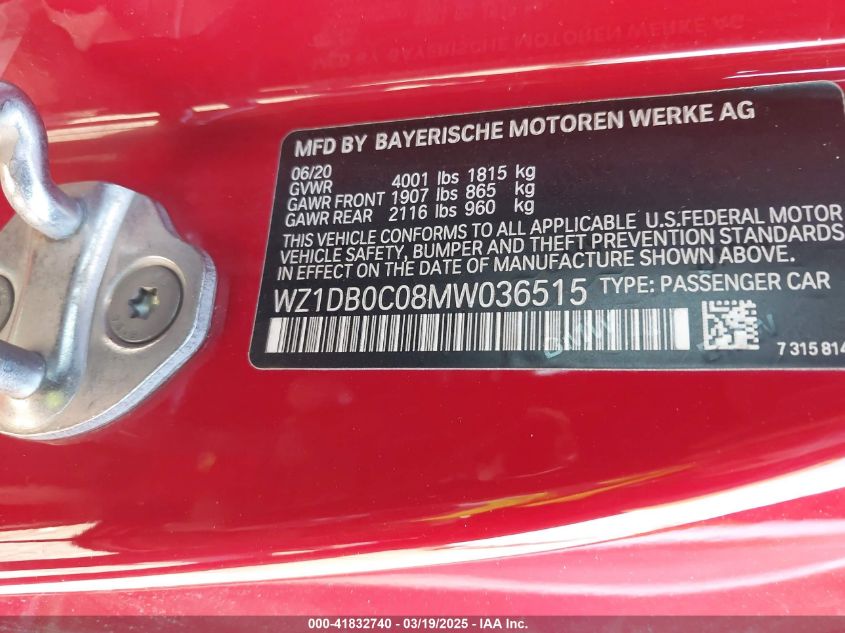 MFD BY BAYERISCHE MOTOREN WERKE AG
06/20
GVWR 4001 lbs 1815 kg
GAWR FRONT 1907 lbs 865 kg
GAWR REAR 2116 lbs 960 kg
THIS VEHICLE CONFORMS TO ALL APPLICABLE U.S.FEDERAL MOTOR
VEHICLE SAFETY, BUMPER AND THEFT PREVENTION STANDARDS
IN EFFECT ON THE DATE OF MANUFACTURE SHOWN ABOVE.
WZ1DB0C08MW036515 TYPE: PASSENGER CAR
BMW
7 315 814
000-41832740 - 03/19/2025 - IAA Inc.